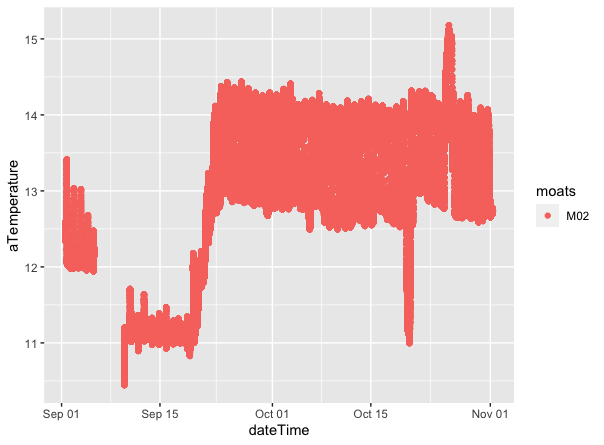 15
14
13
12
11
aTemperature
Sep 01
Sep 15
Oct 01
Oct 15
Nov 01
dateTime
moats
M02